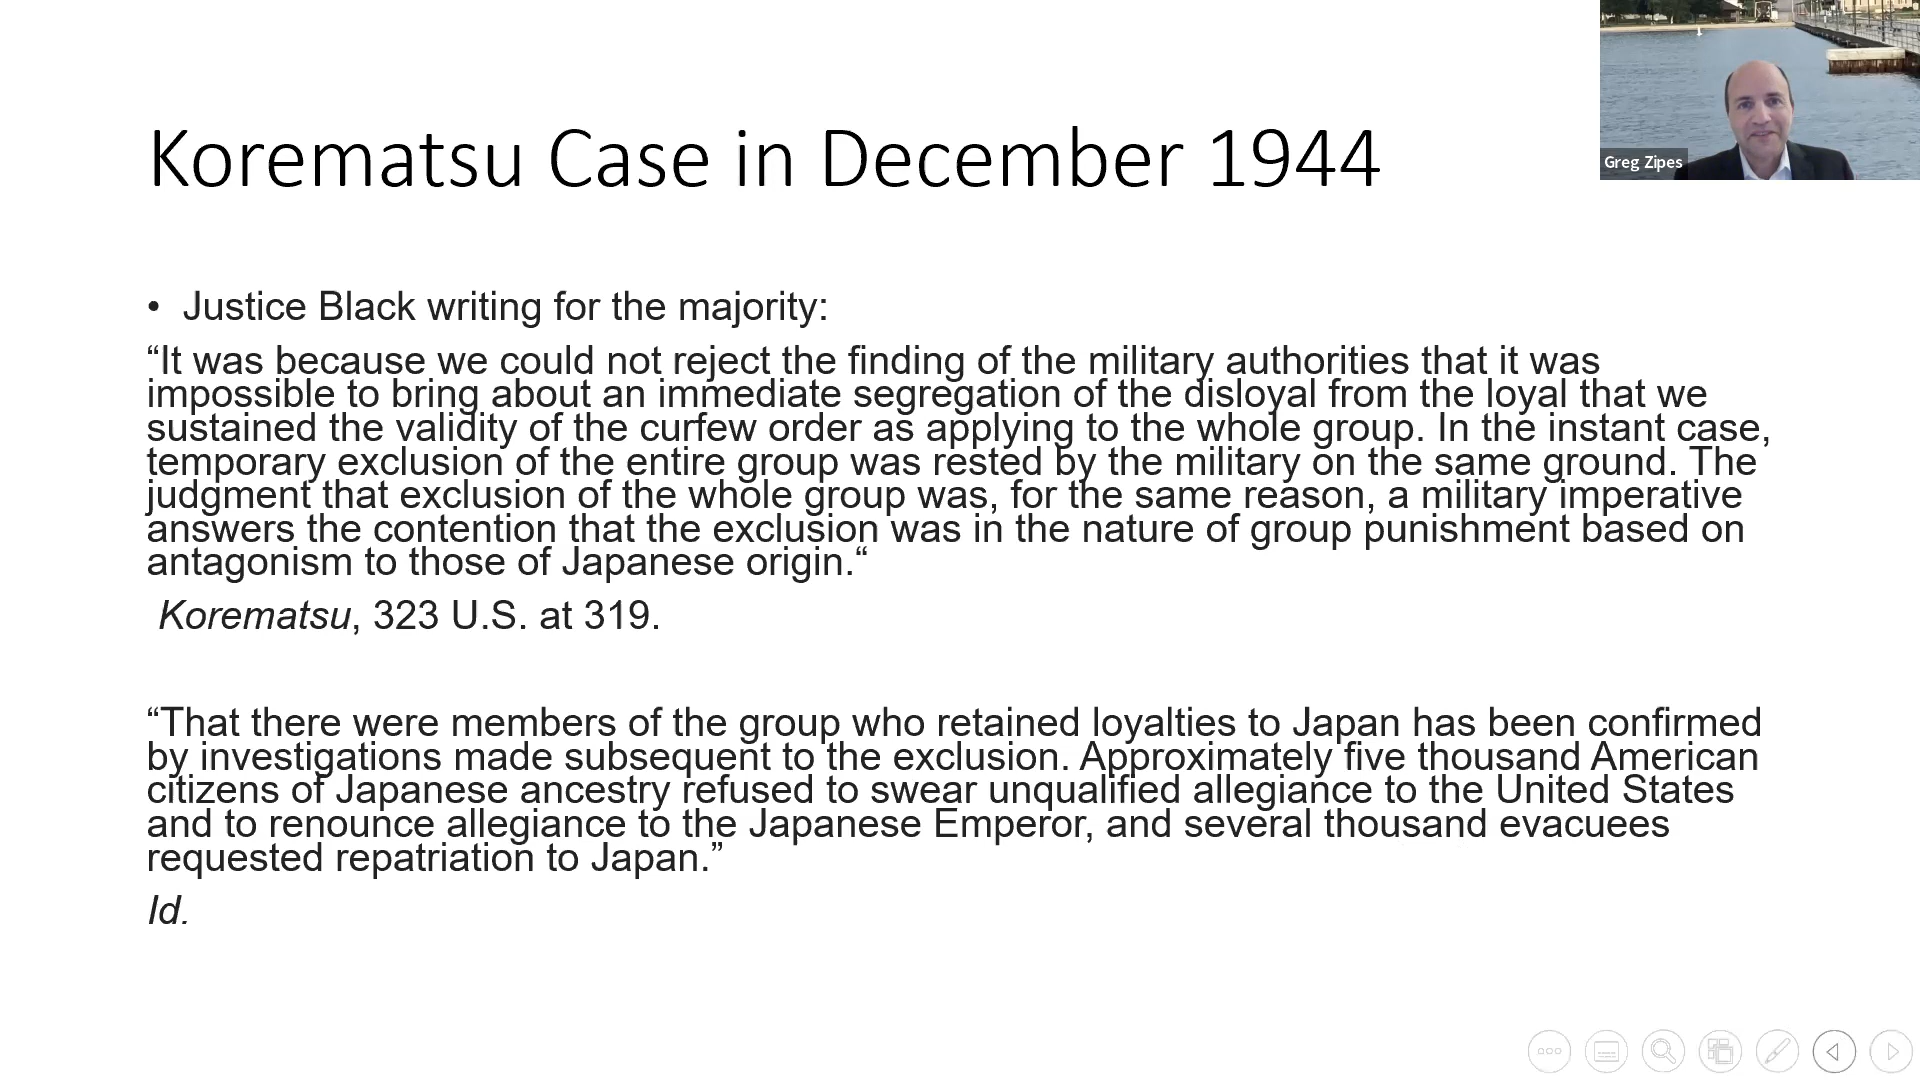 Korematsu Case in December 1944
Greg Zipes
• Justice Black writing for the majority:
“It was because we could not reject the finding of the military authorities that it was
impossible to bring about an immediate segregation of the disloyal from the loyal that we
sustained the validity of the curfew order as applying to the whole group. In the instant case,
temporary exclusion of the entire group was rested by the military on the same ground. The
judgment that exclusion of the whole group was, for the same reason, a military imperative
answers the contention that the exclusion was in the nature of group punishment based on
antagonism to those of Japanese origin.“
Korematsu, 323 U.S. at 319.
“That there were members of the group who retained loyalties to Japan has been confirmed
by investigations made subsequent to the exclusion. Approximately five thousand American
citizens of Japanese ancestry refused to swear unqualified allegiance to the United States
and to renounce allegiance to the Japanese Emperor, and several thousand evacuees
requested repatriation to Japan.”
Id.